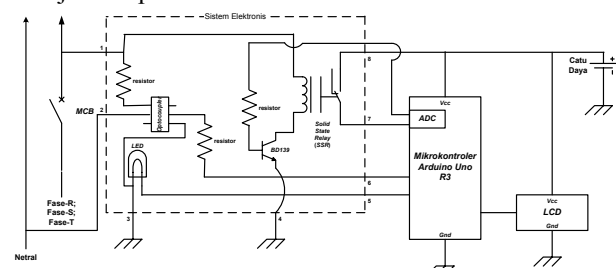 Sistem Elektronis
1
8
Catu
Daya
+
resistor
MCB
2
Optocoupler
resistor
resistor
Solid
State
Relay
(SSR)
7
Vcc
ADC
LED
BD139
Mikrokontroler
Arduino Uno
R3
6
5
Fase-R;
Fase-S;
Fase-T
3
4
Vcc
LCD
Gnd
Gnd
Netral